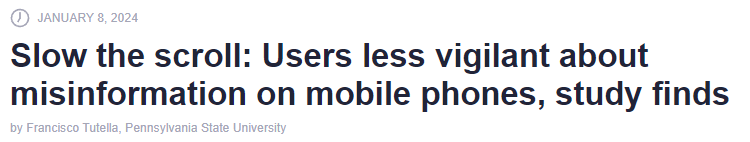 JANUARY 8, 2024
Slow the scroll: Users less vigilant about
misinformation on mobile phones, study finds
by Francisco Tutella, Pennsylvania State University